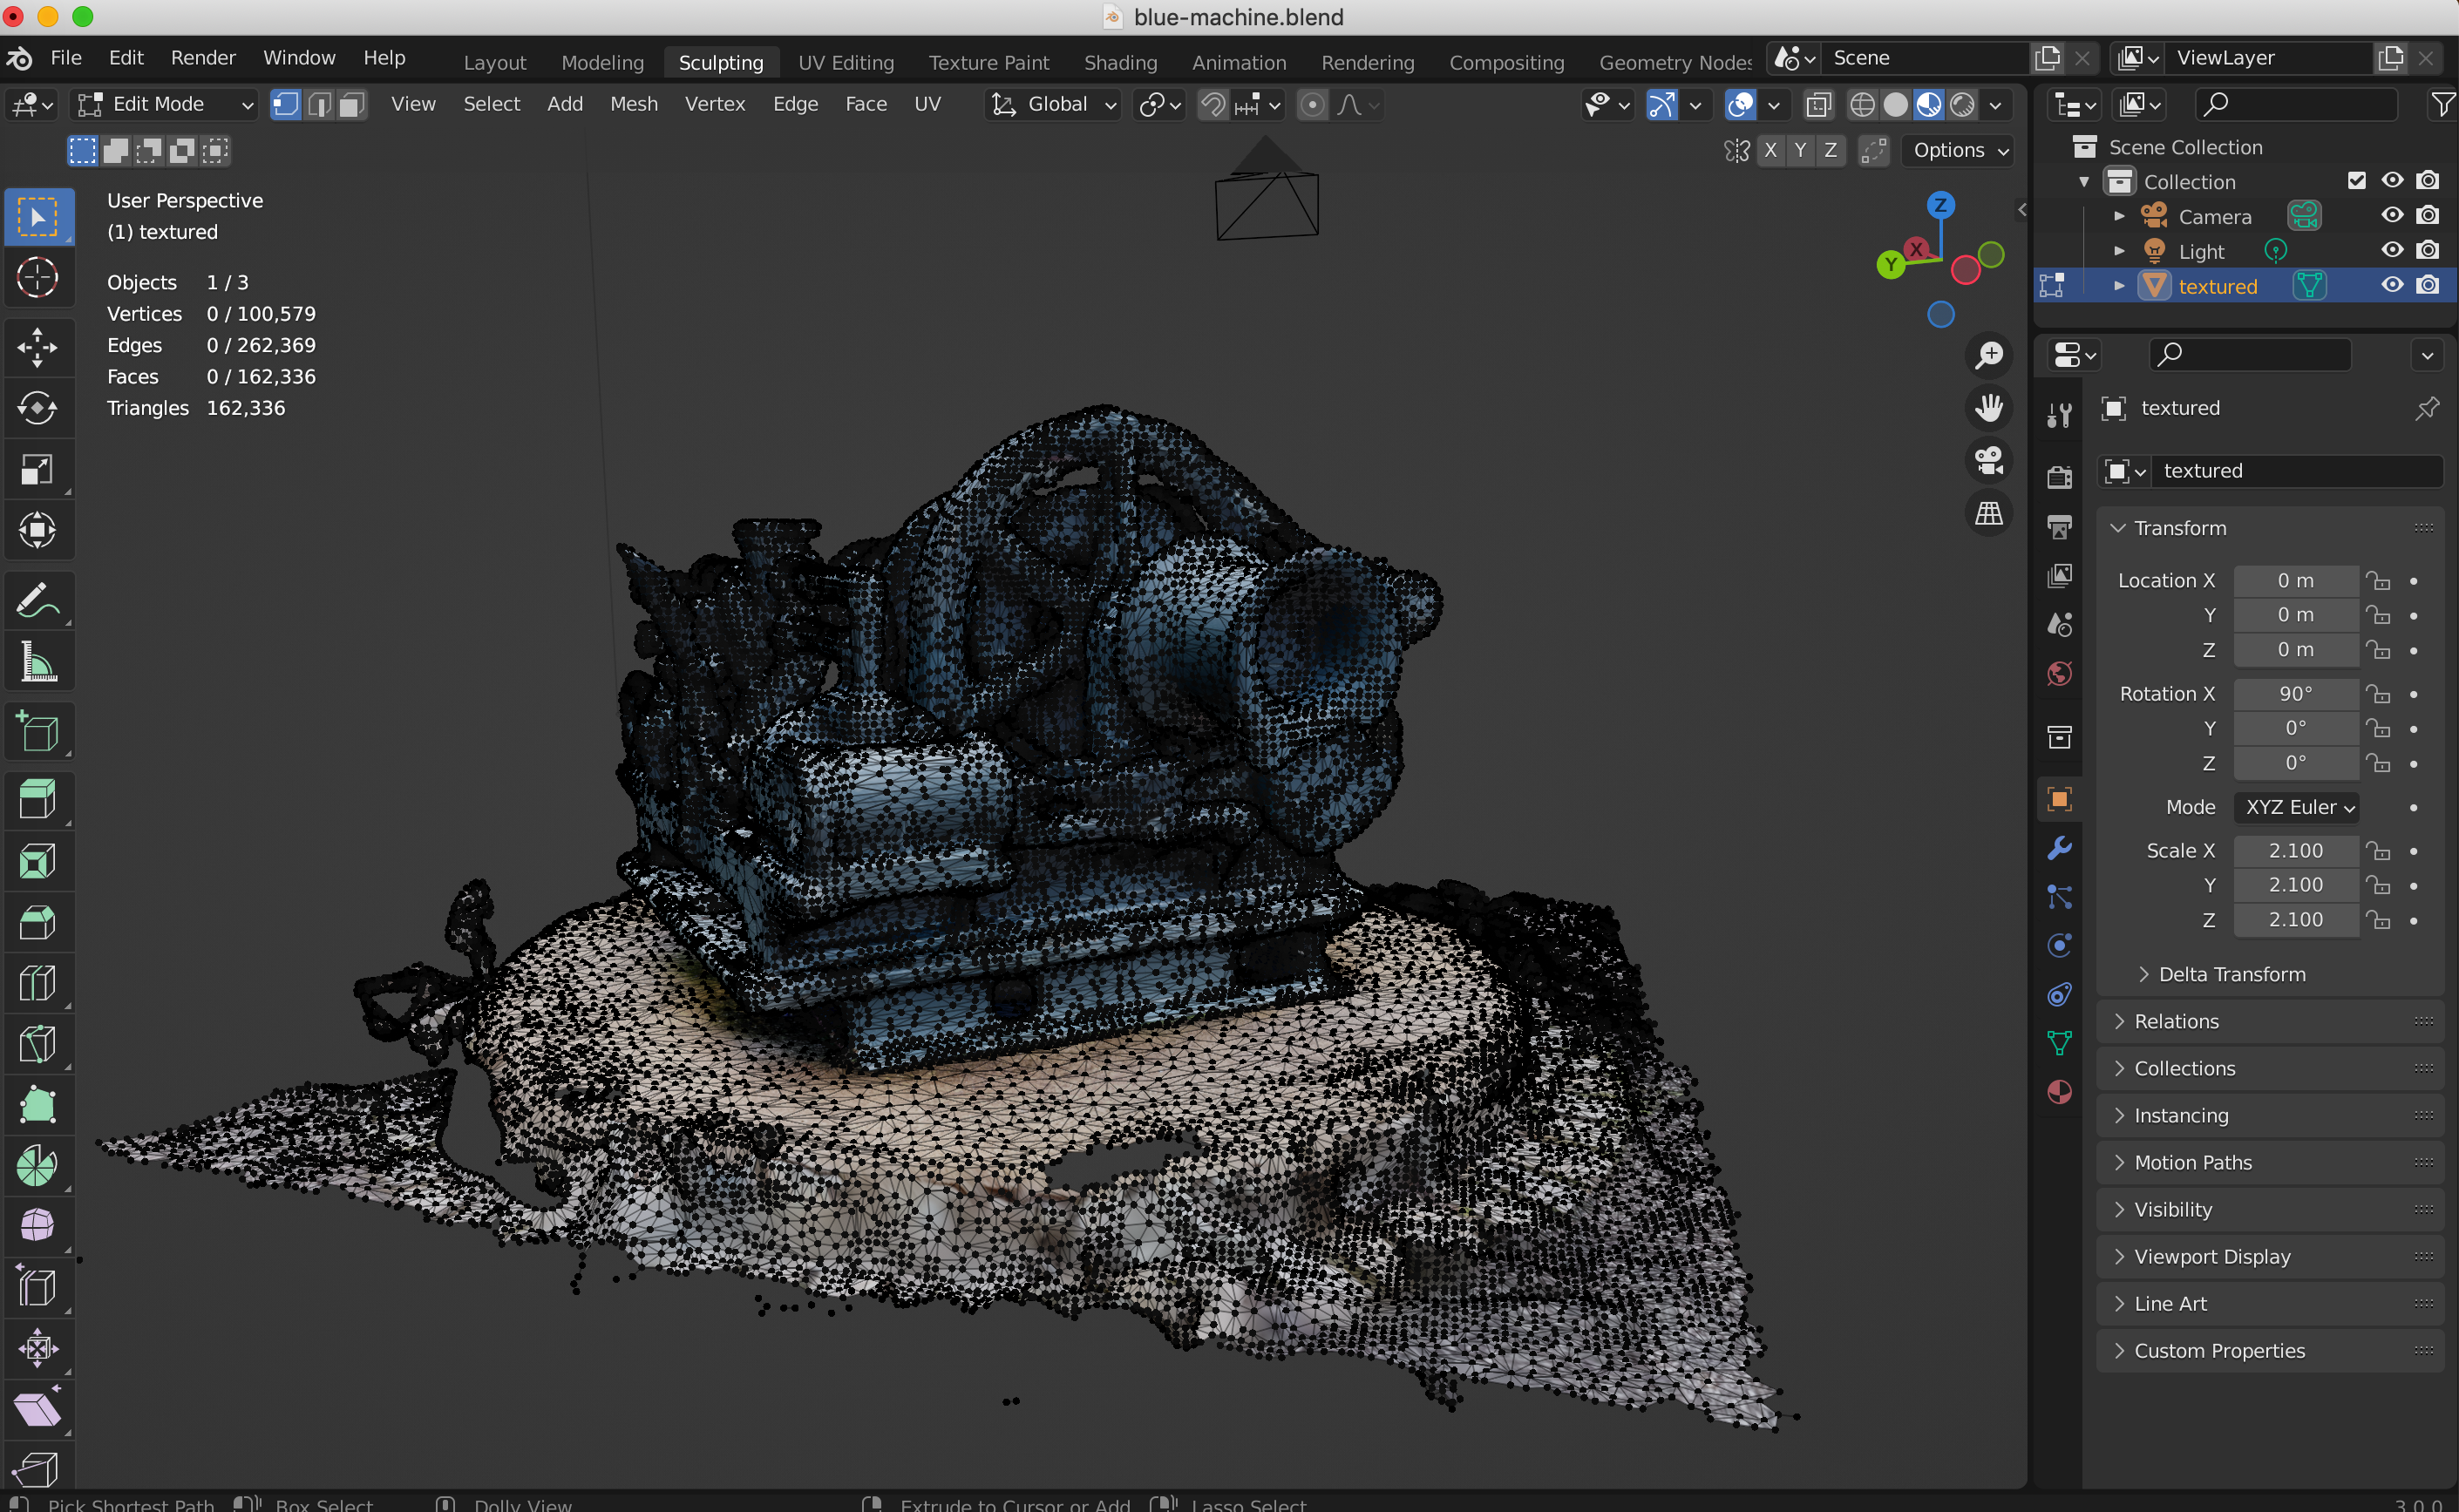 blue-machine.blend
File Edit Render Window Help Layout Modeling Sculpting UV Editing Texture Paint Shading Animation Rendering Compositing Geometry Nodes Scene ViewLayer
Edit Mode View Select Add Mesh Vertex Edge Face UV Global
X Y Z Options
User Perspective
(1) textured
Objects 1 / 3
Vertices 0 / 100,579
Edges 0 / 262,369
Faces 0 / 162,336
Triangles 162,336
Z
X
Y
Scene Collection
Collection
Camera
Light
textured
textured
textured
Transform
Location X 0 m
Y 0 m
Z 0 m
Rotation X 90°
Y 0°
Z 0°
Mode XYZ Euler
Scale X 2.100
Y 2.100
Z 2.100
Delta Transform
Relations
Collections
Instancing
Motion Paths
Visibility
Viewport Display
Line Art
Custom Properties
Pick Shortest Path Box Select Dolly View Extrude to Cursor or Add Lasso Select 3.0.0